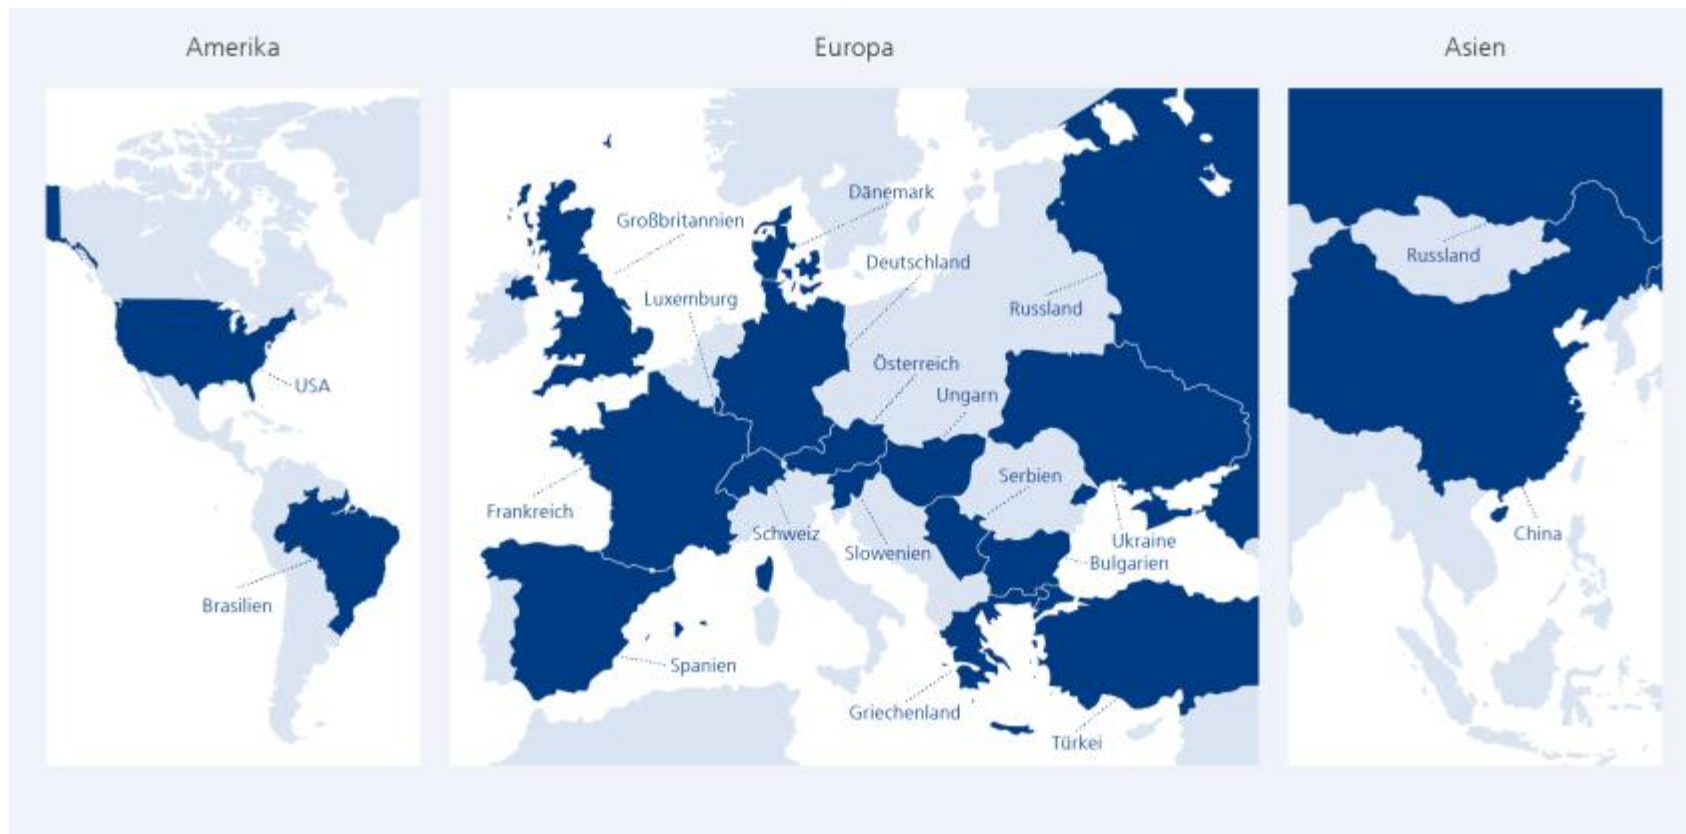 Amerika
Europa
Asien
Dänemark
Großbritannien
Deutschland
Russland
Luxemburg
Russland
Österreich
USA
Ungarn
Serbien
Frankreich
Schweiz
Ukraine
China
Slowenien
Bulgarien
Brasilien
Spanien
Griechenland
Türkei